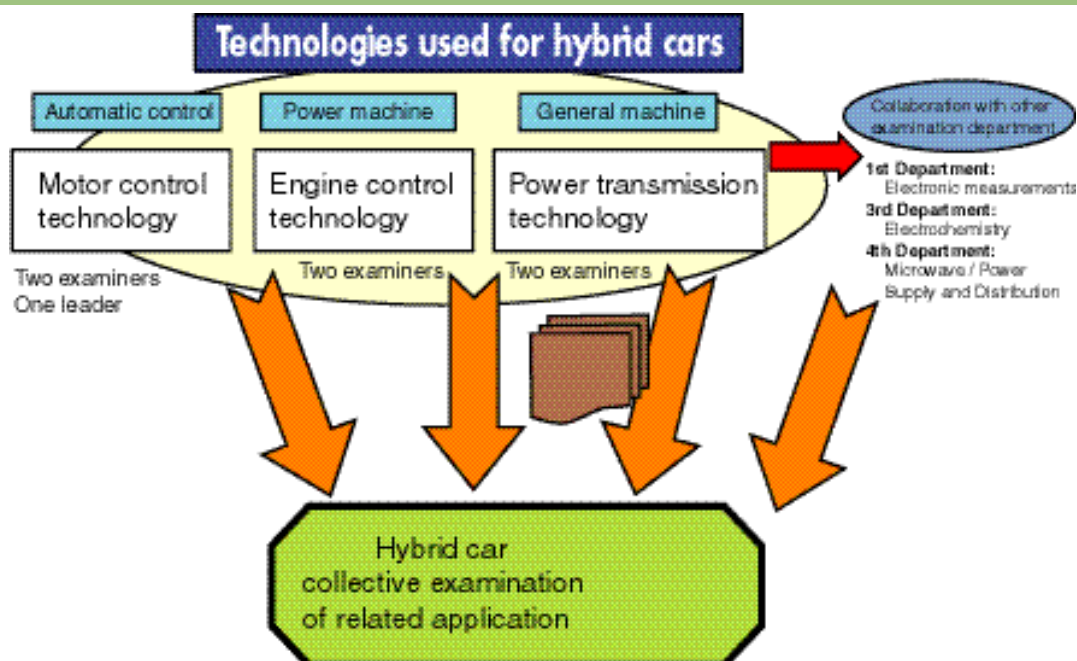 Technologies used for hybrid cars
Automatic control
Power machine
General machine
Collaboration with other
examination department
Motor control
technology
Engine control
technology
Power transmission
technology
1st Department:
Electronic measurements
3rd Department:
Electrochemistry
4th Department:
Microwave / Power
Supply and Distribution
Two examiners
One leader
Two examiners
Two examiners
Hybrid car
collective examination
of related application